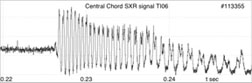 Central Chord SXR signal TI06 #113355
0.22 0.23 0.24 t sec